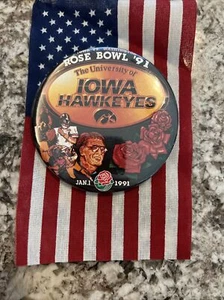 ROSE BOWL '91
The University of
IOWA
HAWKEYES
JAN.1
1991